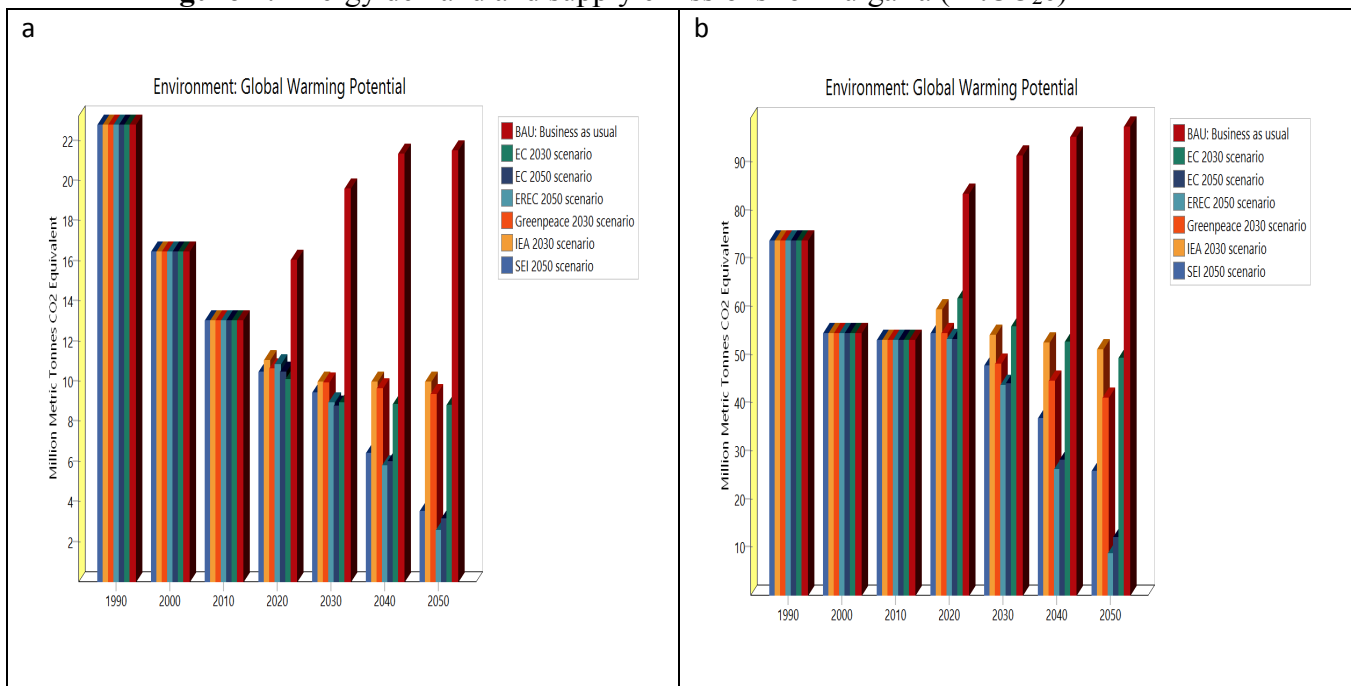 a
Environment: Global Warming Potential
Million Metric Tonnes CO2 Equivalent
22
20
18
16
14
12
10
8
6
4
2
1990 2000 2010 2020 2030 2040 2050
BAU: Business as usual
EC 2030 scenario
EC 2050 scenario
EREC 2050 scenario
Greenpeace 2030 scenario
IEA 2030 scenario
SEI 2050 scenario
b
Environment: Global Warming Potential
Million Metric Tonnes CO2 Equivalent
90
80
70
60
50
40
30
20
10
1990 2000 2010 2020 2030 2040 2050
BAU: Business as usual
EC 2030 scenario
EC 2050 scenario
EREC 2050 scenario
Greenpeace 2030 scenario
IEA 2030 scenario
SEI 2050 scenario